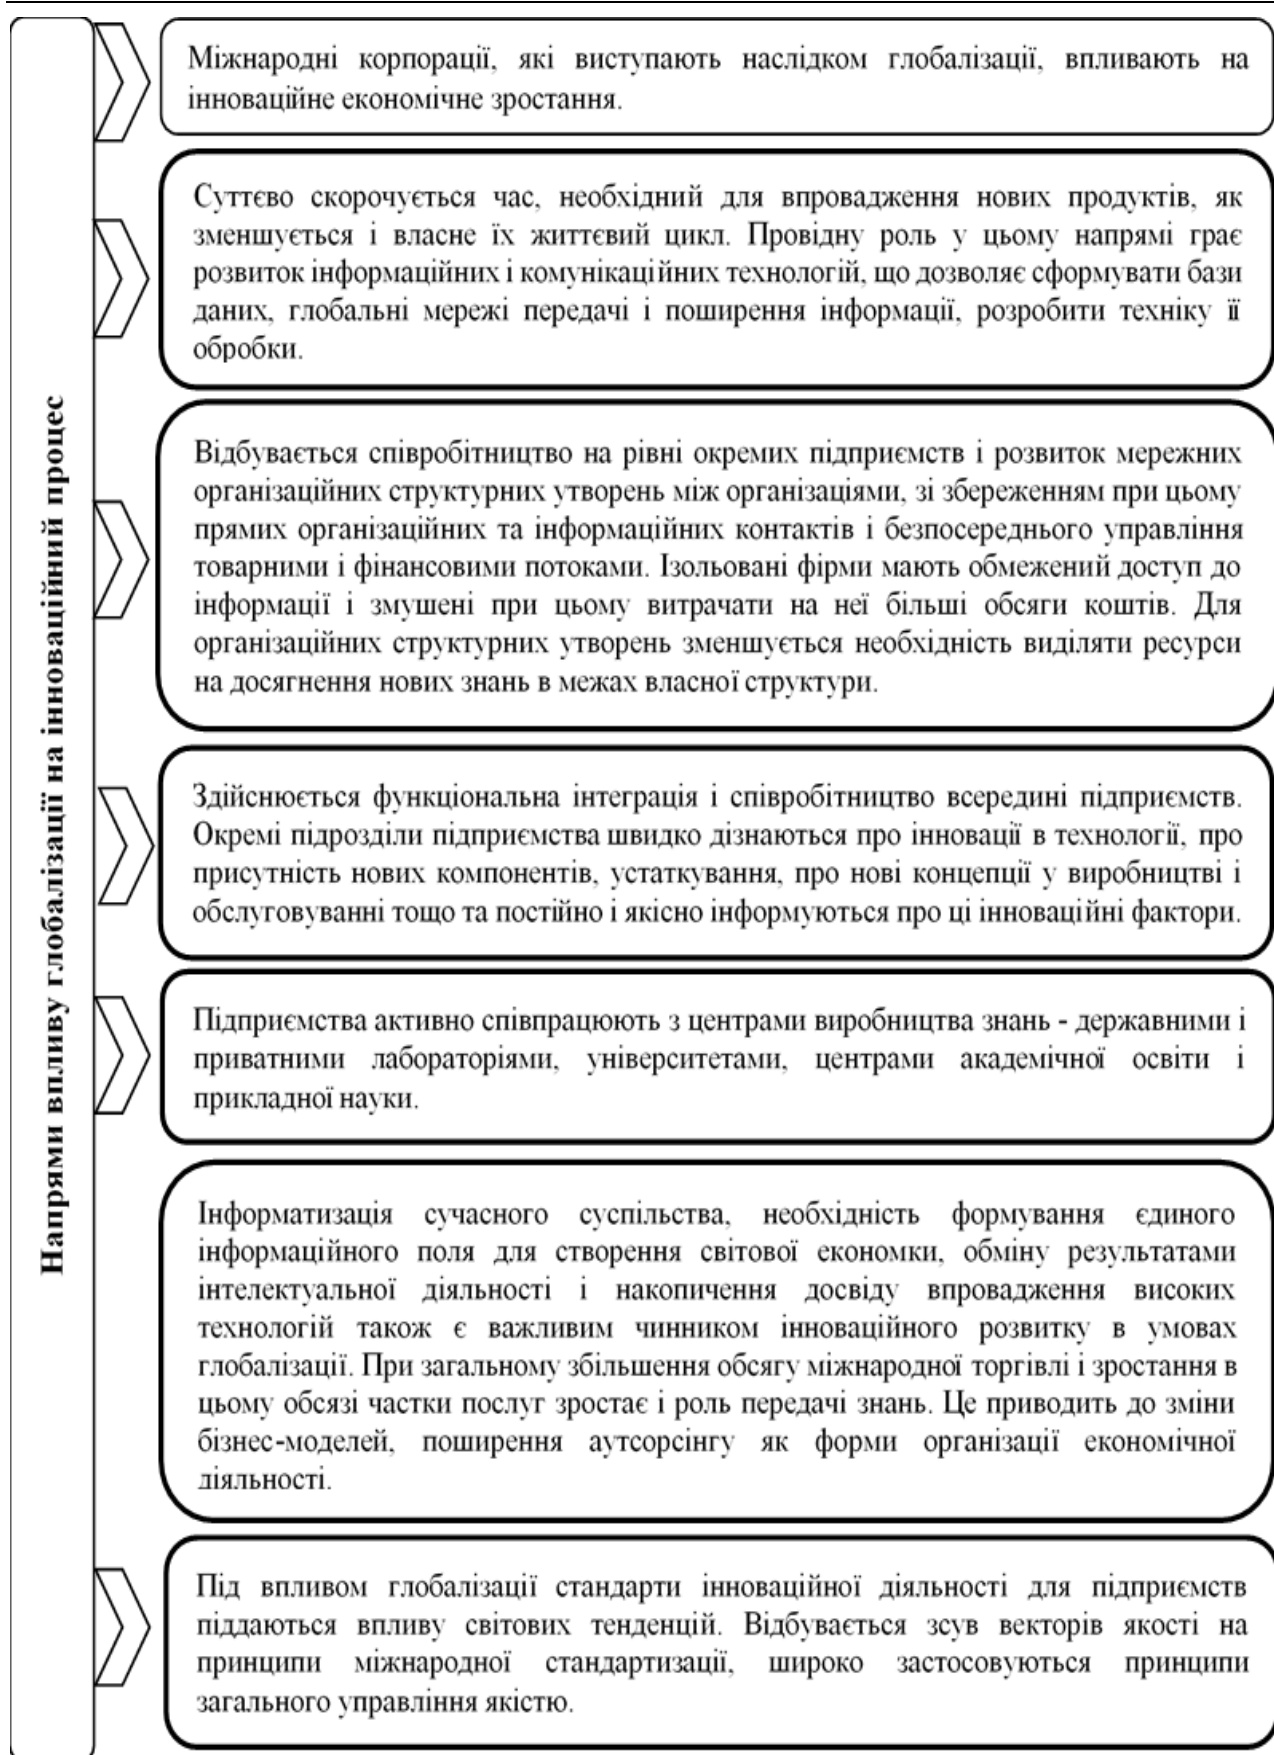 Напрями впливу глобалізації на інноваційний процес
Міжнародні корпорації, які виступають наслідком глобалізації, впливають на
інноваційне економічне зростання.
Суттєво скорочується час, необхідний для впровадження нових продуктів, як
зменшується і власне їх життєвий цикл. Провідну роль у цьому напрямі грає
розвиток інформаційних і комунікаційних технологій, що дозволяє сформувати бази
даних, глобальні мережі передачі і поширення інформації, розробити техніку її
обробки.
Відбувається співробітництво на рівні окремих підприємств і розвиток мережних
організаційних структурних утворень між організаціями, зі збереженням при цьому
прямих організаційних та інформаційних контактів і безпосереднього управління
товарними і фінансовими потоками. Ізольовані фірми мають обмежений доступ до
інформації і змушені при цьому витрачати на неї більші обсяги коштів. Для
організаційних структурних утворень зменшується необхідність виділяти ресурси
на досягнення нових знань в межах власної структури.
Здійснюється функціональна інтеграція і співробітництво всередині підприємств.
Окремі підрозділи підприємства швидко дізнаються про інновації в технології, про
присутність нових компонентів, устаткування, про нові концепції у виробництві і
обслуговуванні тощо та постійно і якісно інформуються про ці інноваційні фактори.
Підприємства активно співпрацюють з центрами виробництва знань - державними і
приватними лабораторіями, університетами, центрами академічної освіти і
прикладної науки.
Інформатизація сучасного суспільства, необхідність формування єдиного
інформаційного поля для створення світової економки, обміну результатами
інтелектуальної діяльності і накопичення досвіду впровадження високих
технологій також є важливим чинником інноваційного розвитку в умовах
глобалізації. При загальному збільшення обсягу міжнародної торгівлі і зростання в
цьому обсязі частки послуг зростає і роль передачі знань. Це приводить до зміни
бізнес-моделей, поширення аутсорсінгу як форми організації економічної
діяльності.
Під впливом глобалізації стандарти інноваційної діяльності для підприємств
піддаються впливу світових тенденцій. Відбувається зсув векторів якості на
принципи міжнародної стандартизації, широко застосовуються принципи
загального управління якістю.